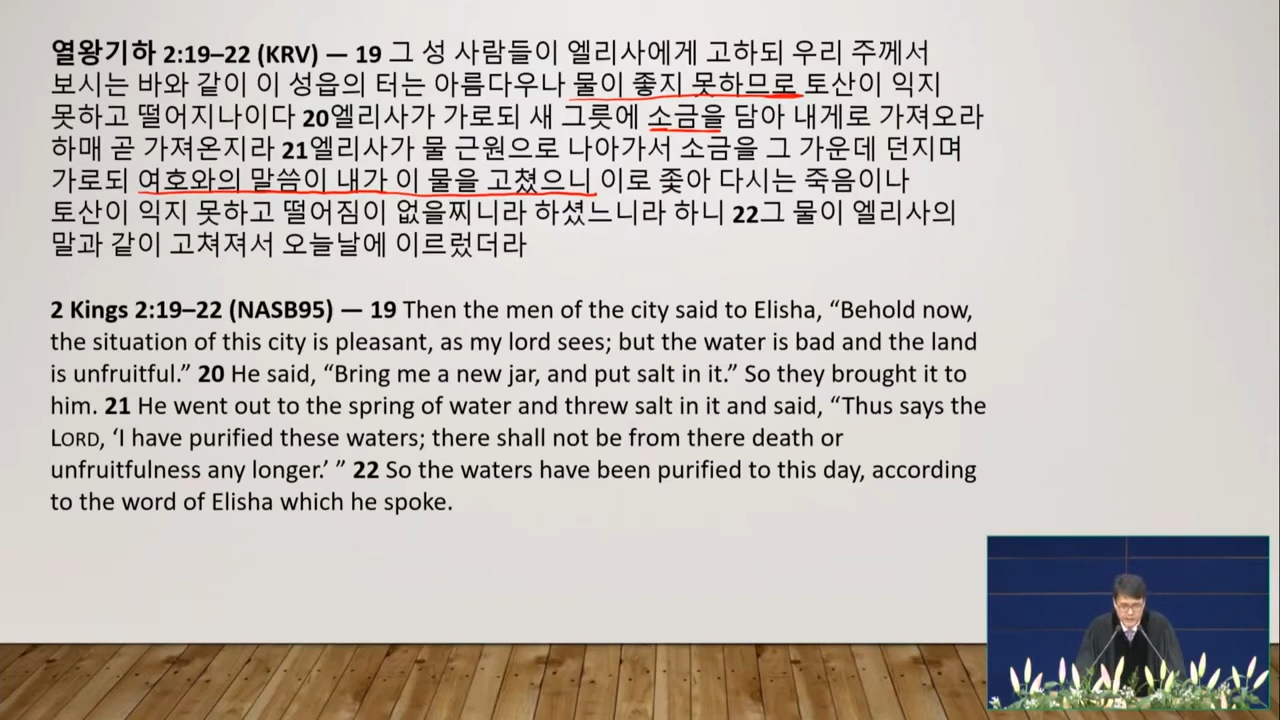 열왕기하 2:19–22 (KRV) — 19 그 성 사람들이 엘리사에게 고하되 우리 주께서
보시는 바와 같이 이 성읍의 터는 아름다우나 물이 좋지 못하므로 토산이 익지
못하고 떨어지나이다 20엘리사가 가로되 새 그릇에 소금을 담아 내게로 가져오라
하매 곧 가져온지라 21엘리사가 물 근원으로 나아가서 소금을 그 가운데 던지며
가로되 여호와의 말씀이 내가 이 물을 고쳤으니 이로 좇아 다시는 죽음이나
토산이 익지 못하고 떨어짐이 없을찌니라 하셨느니라 하니 22그 물이 엘리사의
말과 같이 고쳐져서 오늘날에 이르렀더라
2 Kings 2:19–22 (NASB95) — 19 Then the men of the city said to Elisha, “Behold now,
the situation of this city is pleasant, as my lord sees; but the water is bad and the land
is unfruitful.” 20 He said, “Bring me a new jar, and put salt in it.” So they brought it to
him. 21 He went out to the spring of water and threw salt in it and said, “Thus says the
LORD, ‘I have purified these waters; there shall not be from there death or
unfruitfulness any longer.’ ” 22 So the waters have been purified to this day, according
to the word of Elisha which he spoke.